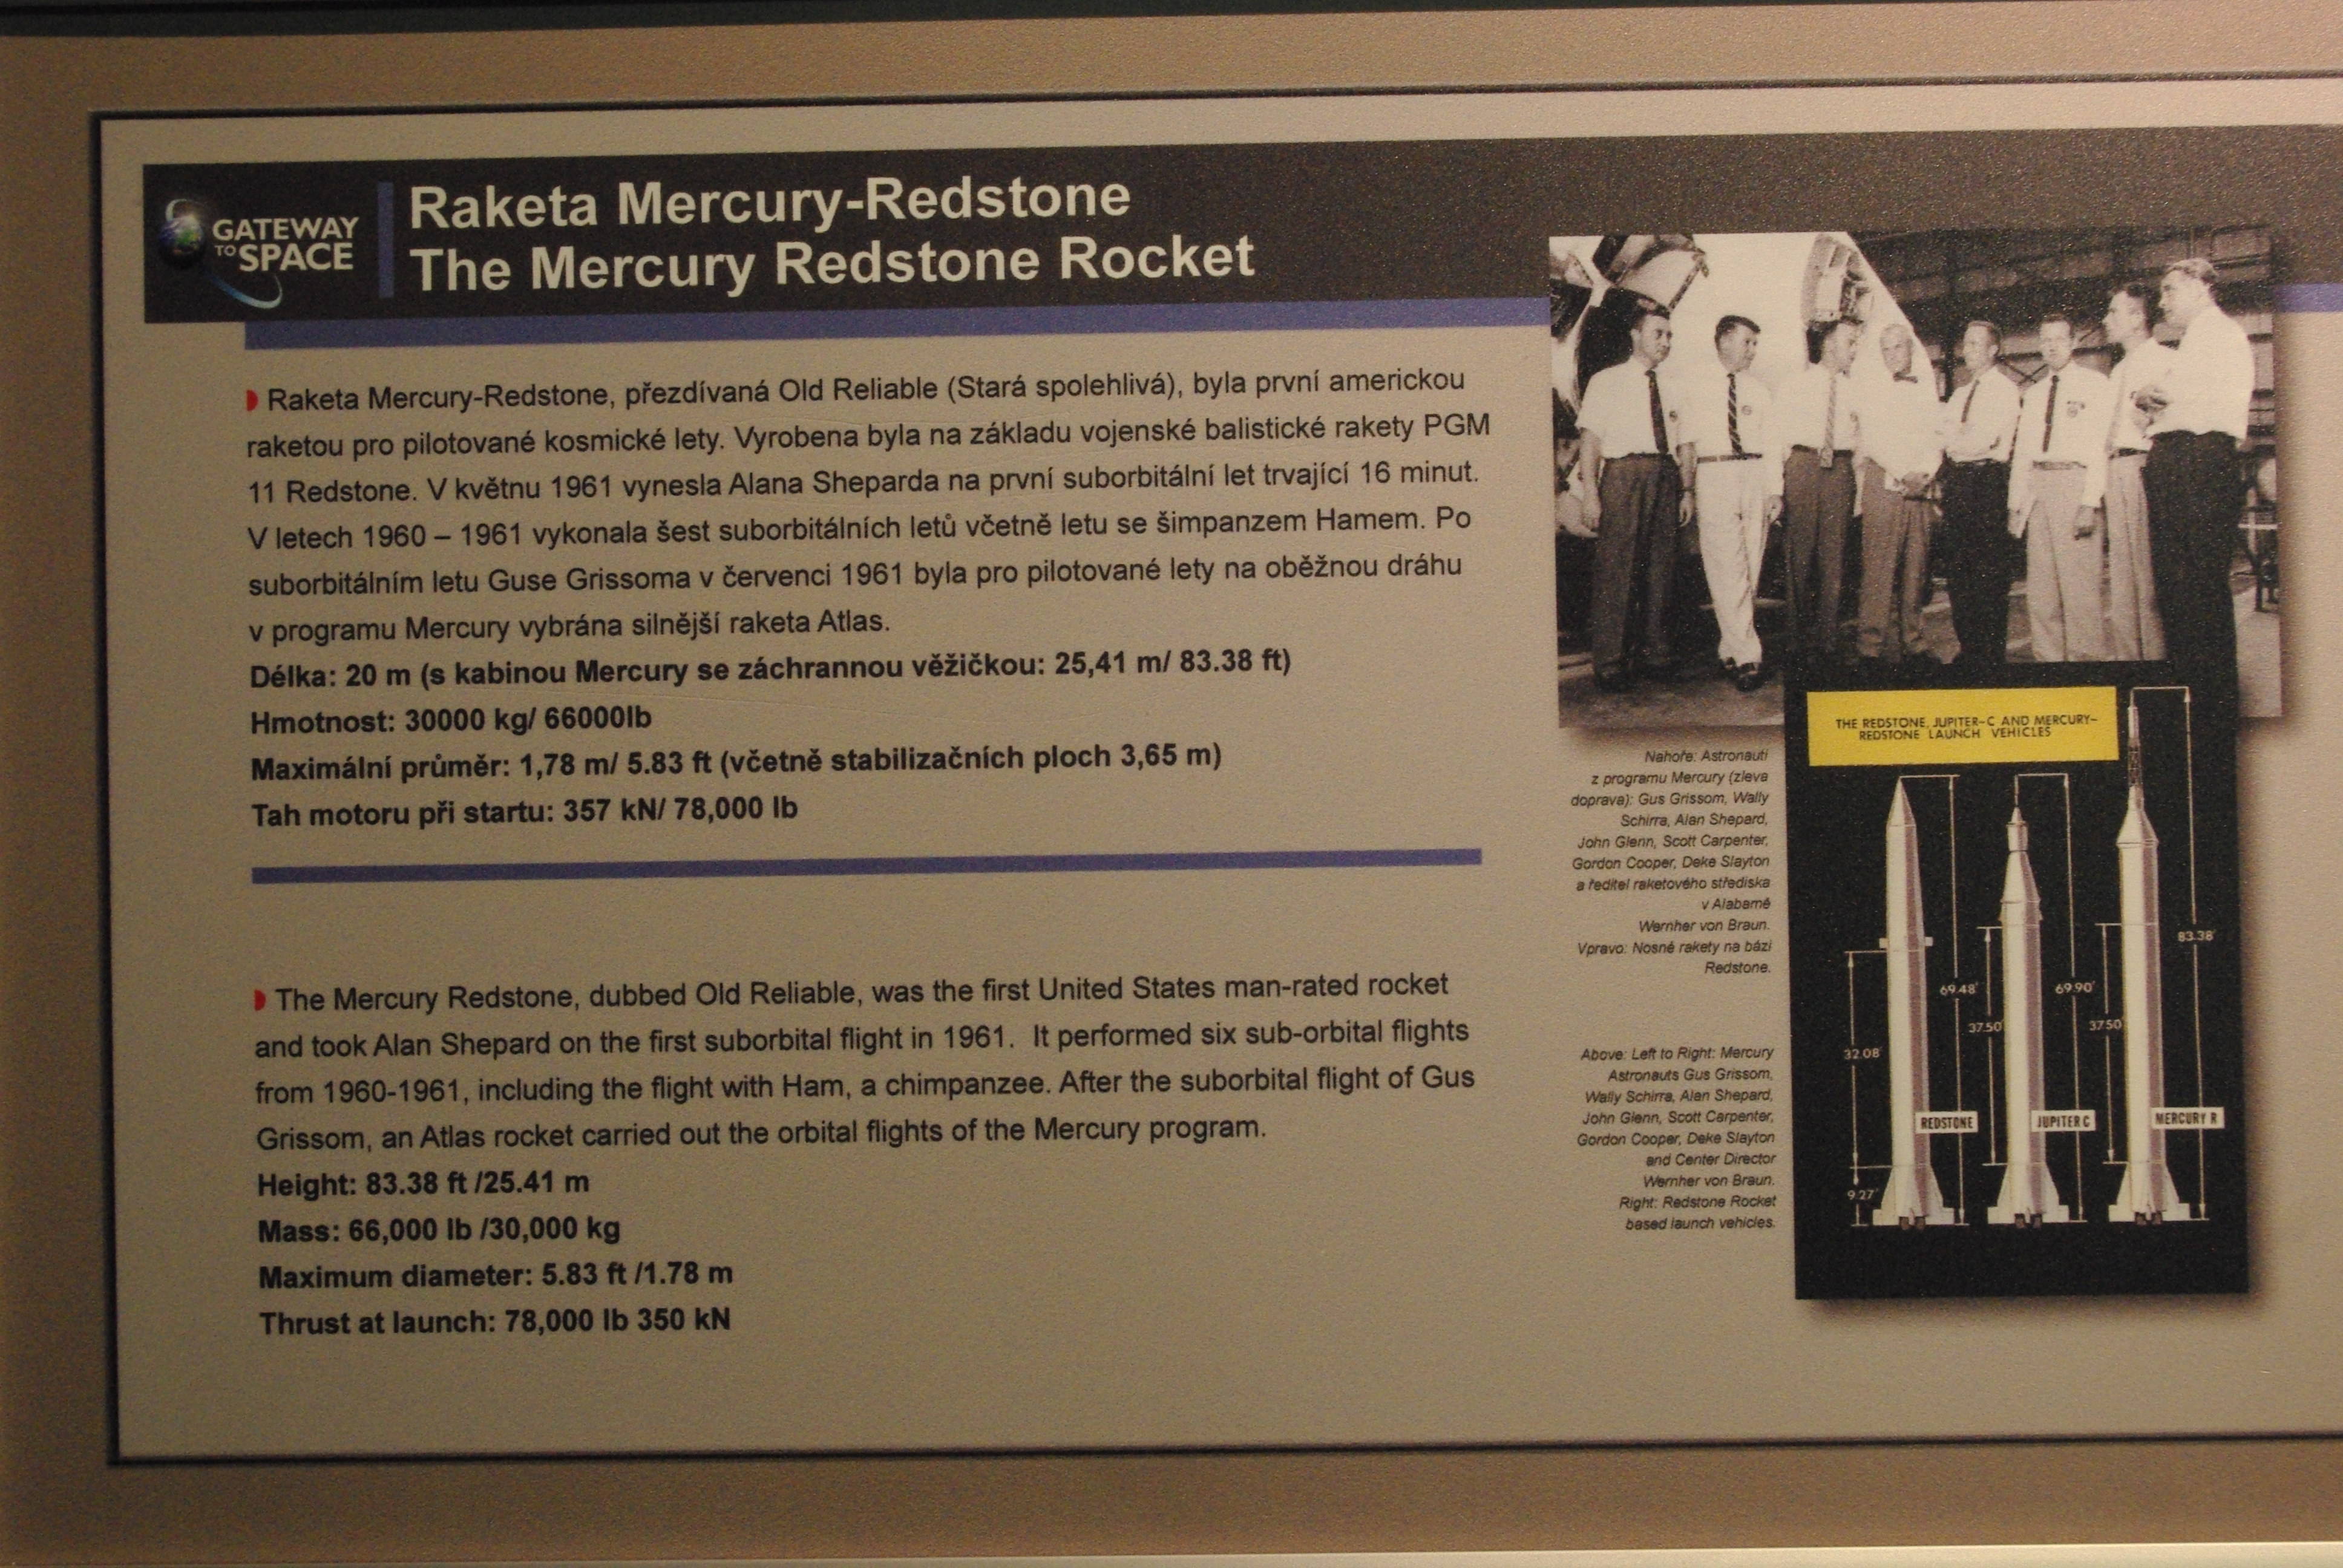 GATEWAY
TO SPACE
Raketa Mercury-Redstone
The Mercury Redstone Rocket
Raketa Mercury-Redstone, přezdívaná Old Reliable (Stará spolehlivá), byla první americkou
raketou pro pilotované kosmické lety. Vyrobena byla na základu vojenské balistické rakety PGM
11 Redstone. V květnu 1961 vynesla Alana Sheparda na první suborbitální let trvající 16 minut.
V letech 1960 – 1961 vykonala šest suborbitálních letů včetně letu se šimpanzem Hamem. Po
suborbitálním letu Guse Grissoma v červenci 1961 byla pro pilotované lety na oběžnou dráhu
v programu Mercury vybrána silnější raketa Atlas.
Délka: 20 m (s kabinou Mercury se záchrannou věžičkou: 25,41 m/ 83.38 ft)
Hmotnost: 30000 kg/ 66000lb
Maximální průměr: 1,78 m/ 5.83 ft (včetně stabilizačních ploch 3,65 m)
Tah motoru při startu: 357 kN/ 78,000 lb
The Mercury Redstone, dubbed Old Reliable, was the first United States man-rated rocket
and took Alan Shepard on the first suborbital flight in 1961. It performed six sub-orbital flights
from 1960-1961, including the flight with Ham, a chimpanzee. After the suborbital flight of Gus
Grissom, an Atlas rocket carried out the orbital flights of the Mercury program.
Height: 83.38 ft /25.41 m
Mass: 66,000 lb /30,000 kg
Maximum diameter: 5.83 ft /1.78 m
Thrust at launch: 78,000 lb 350 kN
Nahoře: Astronauti
z programu Mercury (zleva
doprava): Gus Grissom, Wally
Schirra, Alan Shepard,
John Glenn, Scott Carpenter,
Gordon Cooper, Deke Slayton
a ředitel raketového střediska
v Alabamě
Wernher von Braun.
Vpravo: Nosné rakety na bázi
Redstone.
Above: Left to Right: Mercury
Astronauts Gus Grissom,
Wally Schirra, Alan Shepard,
John Glenn, Scott Carpenter,
Gordon Cooper, Deke Slayton
and Center Director
Wernher von Braun.
Right: Redstone Rocket
based launch vehicles.
THE REDSTONE, JUPITER-C AND MERCURY-
REDSTONE LAUNCH VEHICLES
83.38'
69.48'
69.90'
37.50'
37.50'
32.08'
REDSTONE
JUPITER C
MERCURY R
9.27'